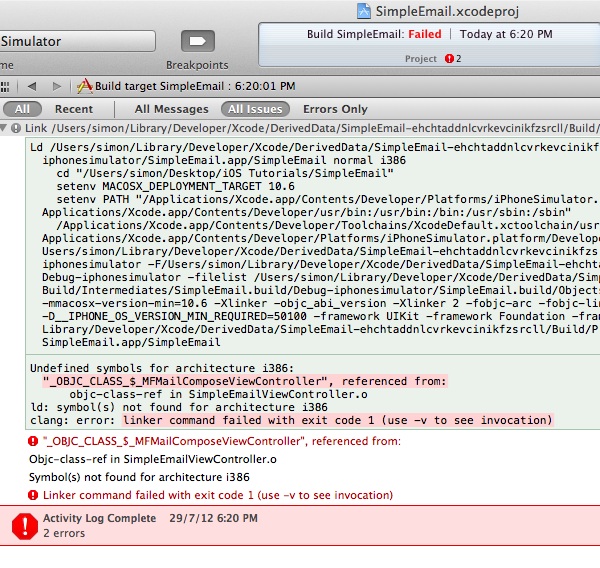 SimpleEmail.xcodeproj
Simulator
Build SimpleEmail: Failed | Today at 6:20 PM
Breakpoints
Project 2
Build target SimpleEmail : 6:20:01 PM
All Recent All Messages All Issues Errors Only
Link /Users/simon/Library/Developer/Xcode/DerivedData/SimpleEmail-ehchtaddnlcvrkevcinikfzsrcll/Build/
Ld /Users/simon/Library/Developer/Xcode/DerivedData/SimpleEmail-ehchtaddnlcvrkevcinikf
iphonesimulator/SimpleEmail.app/SimpleEmail normal i386
cd "/Users/simon/Desktop/iOS Tutorials/SimpleEmail"
setenv MACOSX_DEPLOYMENT_TARGET 10.6
setenv PATH "/Applications/Xcode.app/Contents/Developer/Platforms/iPhoneSimulator.
Applications/Xcode.app/Contents/Developer/usr/bin:/usr/bin:/bin:/usr/sbin:/sbin"
/Applications/Xcode.app/Contents/Developer/Toolchains/XcodeDefault.xctoolchain/usr
Applications/Xcode.app/Contents/Developer/Platforms/iPhoneSimulator.platform/Develope
Users/simon/Library/Developer/Xcode/DerivedData/SimpleEmail-ehchtaddnlcvrkevcinikfzs
iphonesimulator -F/Users/simon/Library/Developer/Xcode/DerivedData/SimpleEmail-ehchta
Debug-iphonesimulator -filelist /Users/simon/Library/Developer/Xcode/DerivedData/Sim
Build/Intermediates/SimpleEmail.build/Debug-iphonesimulator/SimpleEmail.build/Object
-mmacosx-version-min=10.6 -Xlinker -objc_abi_version -Xlinker 2 -fobjc-arc -fobjc-lin
-D__IPHONE_OS_VERSION_MIN_REQUIRED=50100 -framework UIKit -framework Foundation -fram
Library/Developer/Xcode/DerivedData/SimpleEmail-ehchtaddnlcvrkevcinikfzsrcll/Build/P
SimpleEmail.app/SimpleEmail
Undefined symbols for architecture i386:
"_OBJC_CLASS_$_MFMailComposeViewController", referenced from:
objc-class-ref in SimpleEmailViewController.o
ld: symbol(s) not found for architecture i386
clang: error: linker command failed with exit code 1 (use -v to see invocation)
"_OBJC_CLASS_$_MFMailComposeViewController", referenced from:
Objc-class-ref in SimpleEmailViewController.o
Symbol(s) not found for architecture i386
Linker command failed with exit code 1 (use -v to see invocation)
Activity Log Complete 29/7/12 6:20 PM
2 errors